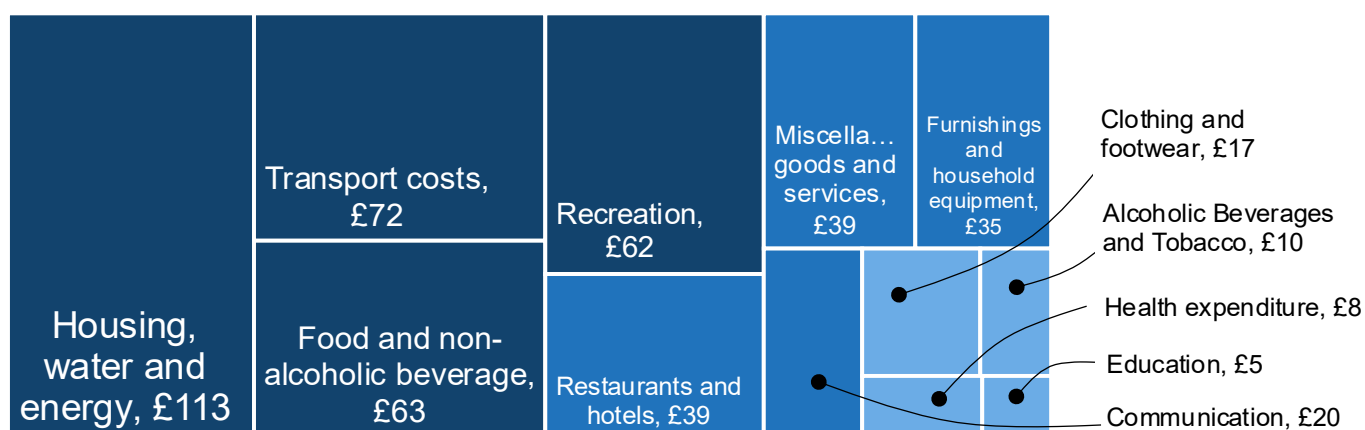 Housing,
water and
energy, £113
Transport costs,
£72
Food and non-
alcoholic beverage,
£63
Recreation,
£62
Restaurants and
hotels, £39
Miscella…
goods and
services,
£39
Furnishings
and
household
equipment,
£35
Clothing and
footwear, £17
Alcoholic Beverages
and Tobacco, £10
Health expenditure, £8
Education, £5
Communication, £20